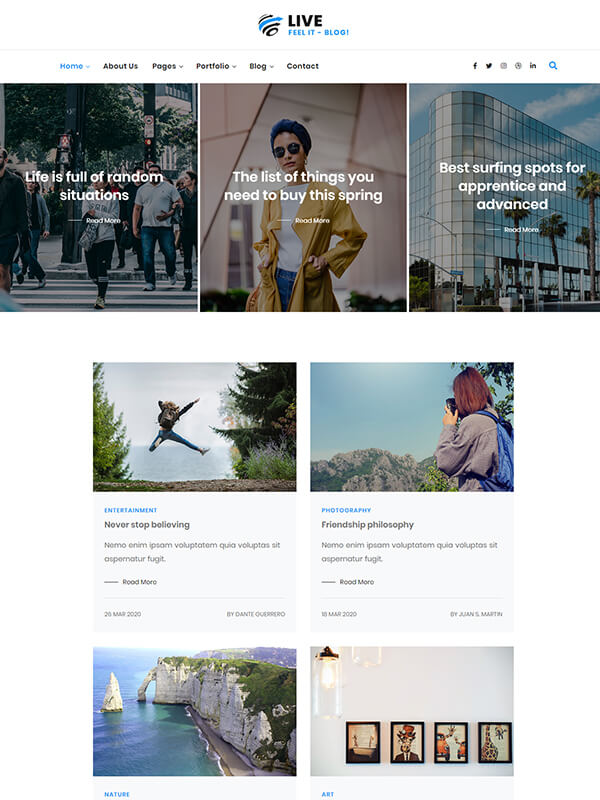 LIVE
FEEL IT - BLOG!
Home About Us Pages Portfolio Blog Contact
Life is full of random
situations
Read More
The list of things you
need to buy this spring
Read More
Best surfing spots for
apprentice and
advanced
Read More
ENTERTAINMENT
Never stop believing
Nemo enim ipsam voluptatem quia voluptas sit
aspernatur fugit.
Read More
26 MAR 2020 BY DANTE GUERRERO
PHOTOGRAPHY
Friendship philosophy
Nemo enim ipsam voluptatem quia voluptas sit
aspernatur fugit.
Read More
18 MAR 2020 BY JUAN S. MARTIN
NATURE
ART